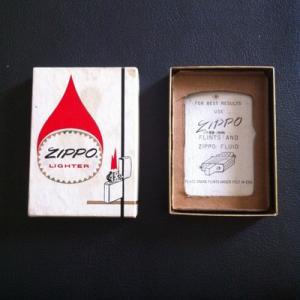 ZIPPO
LIGHTER
FOR BEST RESULTS
USE
ZIPPO
FLINTS AND
ZIPPO FLUID